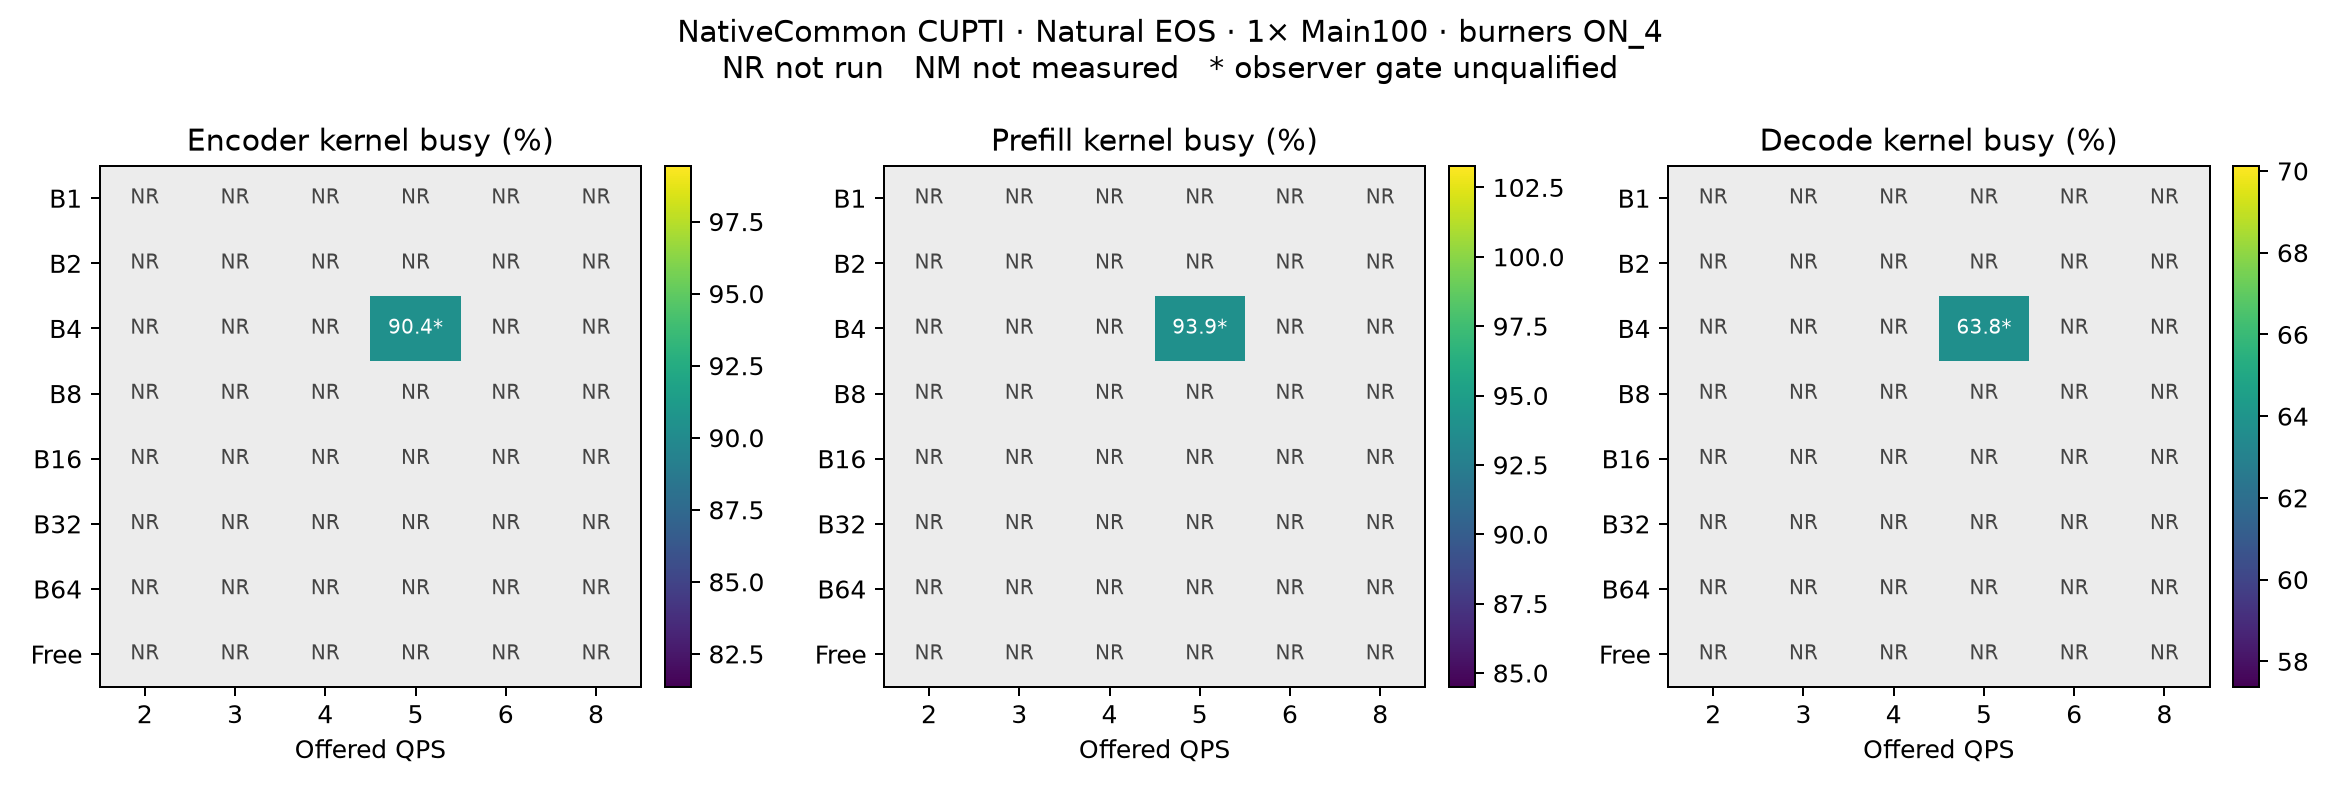 NativeCommon CUPTI · Natural EOS · 1× Main100 · burners ON_4
NR not run   NM not measured   * observer gate unqualified
Encoder kernel busy (%)
B1 NR NR NR NR NR NR
B2 NR NR NR NR NR NR
B4 NR NR NR 90.4* NR NR
B8 NR NR NR NR NR NR
B16 NR NR NR NR NR NR
B32 NR NR NR NR NR NR
B64 NR NR NR NR NR NR
Free NR NR NR NR NR NR
2 3 4 5 6 8
Offered QPS
97.5
95.0
92.5
90.0
87.5
85.0
82.5
Prefill kernel busy (%)
B1 NR NR NR NR NR NR
B2 NR NR NR NR NR NR
B4 NR NR NR 93.9* NR NR
B8 NR NR NR NR NR NR
B16 NR NR NR NR NR NR
B32 NR NR NR NR NR NR
B64 NR NR NR NR NR NR
Free NR NR NR NR NR NR
2 3 4 5 6 8
Offered QPS
102.5
100.0
97.5
95.0
92.5
90.0
87.5
85.0
Decode kernel busy (%)
B1 NR NR NR NR NR NR
B2 NR NR NR NR NR NR
B4 NR NR NR 63.8* NR NR
B8 NR NR NR NR NR NR
B16 NR NR NR NR NR NR
B32 NR NR NR NR NR NR
B64 NR NR NR NR NR NR
Free NR NR NR NR NR NR
2 3 4 5 6 8
Offered QPS
70
68
66
64
62
60
58